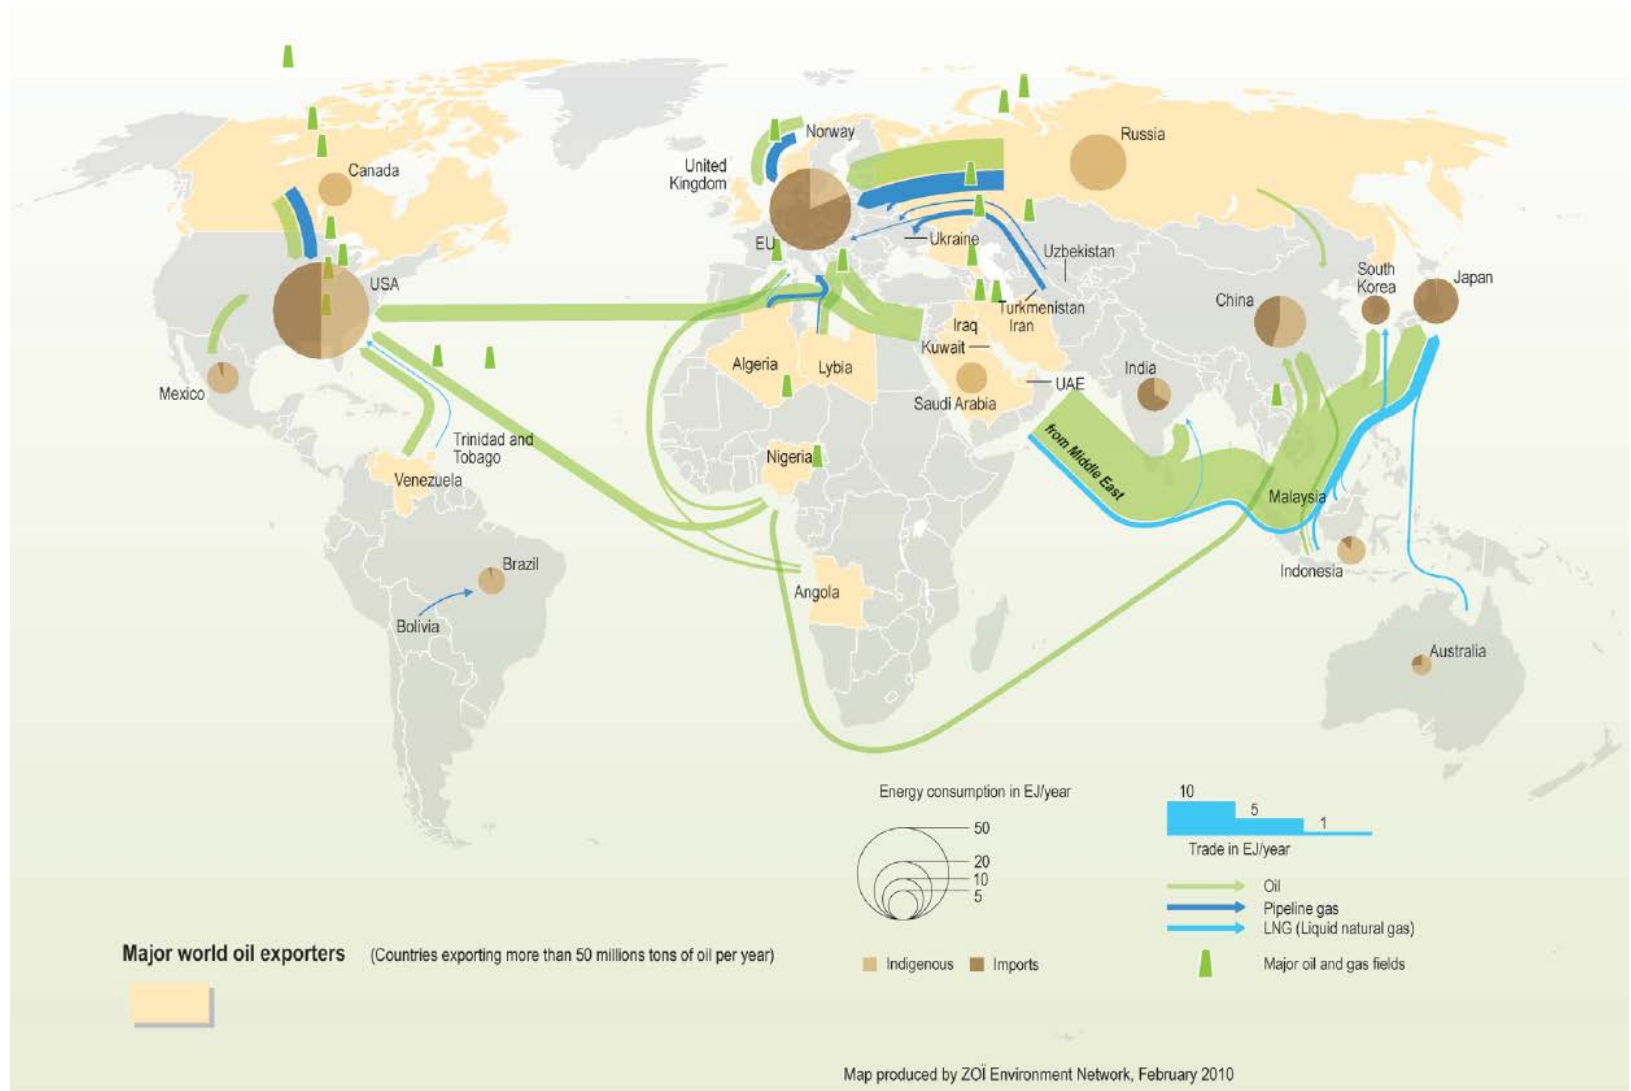 Norway
Russia
United
Kingdom
Canada
EU
Ukraine
Uzbekistan
USA
South
Korea
Japan
China
Turkmenistan
Iraq
Iran
Kuwait
Algeria
Lybia
India
UAE
Mexico
Saudi Arabia
Trinidad and
Tobago
from Middle East
Nigeria
Venezuela
Malaysia
Brazil
Indonesia
Angola
Bolivia
Australia
Energy consumption in EJ/year
50
20
10
5
10
5
1
Trade in EJ/year
Oil
Pipeline gas
LNG (Liquid natural gas)
Major oil and gas fields
Indigenous
Imports
Major world oil exporters (Countries exporting more than 50 millions tons of oil per year)
Map produced by ZOÏ Environment Network, February 2010